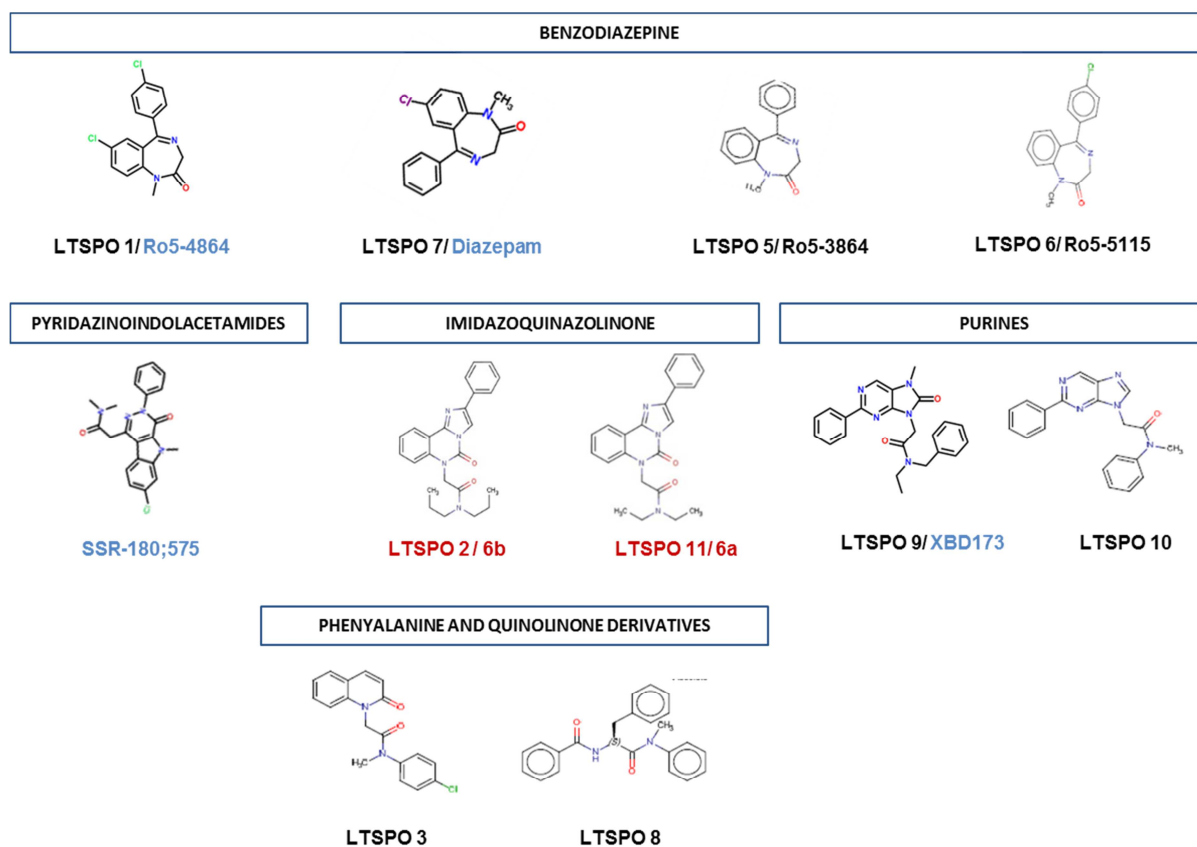 BENZODIAZEPINE
LTSPO 1/ Ro5-4864
LTSPO 7/ Diazepam
LTSPO 5/ Ro5-3864
LTSPO 6/ Ro5-5115
PYRIDAZINOINDOLACETAMIDES
IMIDAZOQUINAZOLINONE
PURINES
SSR-180;575
LTSPO 2 / 6b
LTSPO 11/ 6a
LTSPO 9/ XBD173
LTSPO 10
PHENYALANINE AND QUINOLINONE DERIVATIVES
LTSPO 3
LTSPO 8